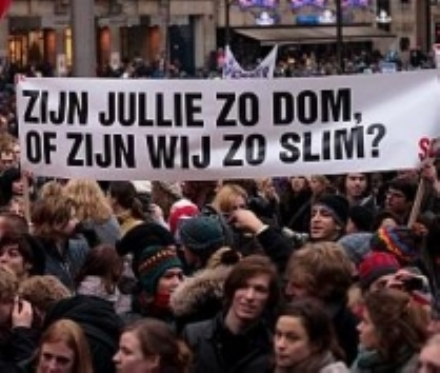 ZIJN JULLIE ZO DOM,
OF ZIJN WIJ ZO SLIM?